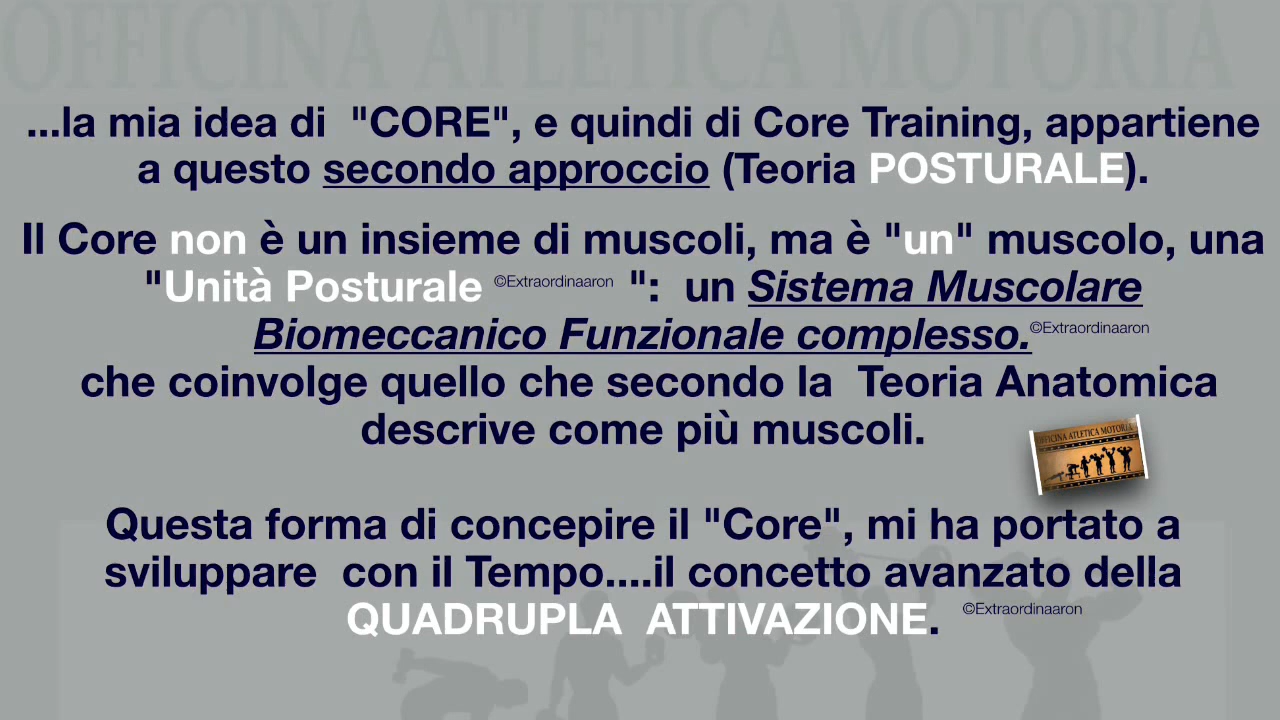 OFFICINA ATLETICA MOTORIA
...la mia idea di  "CORE", e quindi di Core Training, appartiene
a questo secondo approccio (Teoria POSTURALE).
Il Core non è un insieme di muscoli, ma è "un" muscolo, una
"Unità Posturale ©Extraordinaaron ":  un Sistema Muscolare
Biomeccanico Funzionale complesso.©Extraordinaaron
che coinvolge quello che secondo la  Teoria Anatomica
descrive come più muscoli.
OFFICINA ATLETICA MOTORIA
Questa forma di concepire il "Core", mi ha portato a
sviluppare  con il Tempo....il concetto avanzato della
QUADRUPLA  ATTIVAZIONE. ©Extraordinaaron